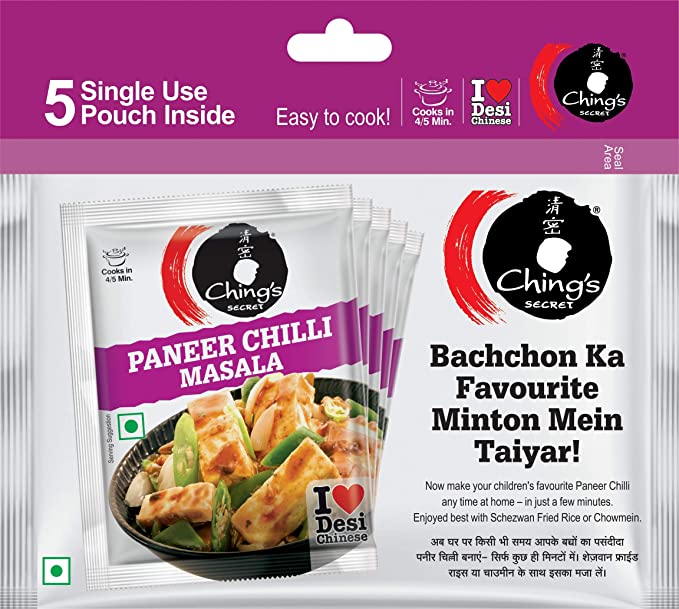 5 Single Use
Pouch Inside
Easy to cook!
Cooks in
4/5 Min.
I ♥
Desi
Chinese
清
密
Ching's
SECRET
®
Seal
Area
Cooks in
4/5 Min.
清
密
®
Ching's
SECRET
PANEER CHILLI
MASALA
Serving Suggestion
I ♥
Desi
Chinese
清
密
®
Ching's
SECRET
Bachchon Ka
Favourite
Minton Mein
Taiyar!
Now make your children's favourite Paneer Chilli
any time at home – in just a few minutes.
Enjoyed best with Schezwan Fried Rice or Chowmein.
अब घर पर किसी भी समय आपके बच्चों का पसंदीदा
पनीर चिल्ली बनाएं– सिर्फ कुछ ही मिनटों में। शेज़वान फ्राईड
राइस या चाउमीन के साथ इसका मजा लें।